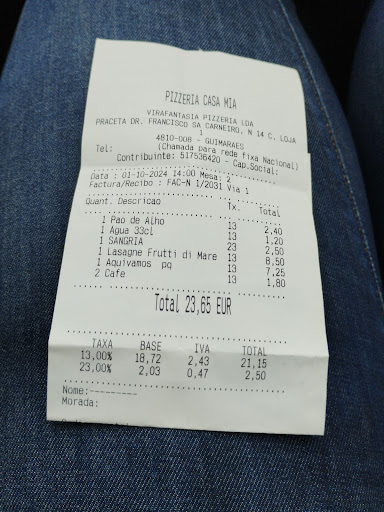 PIZZERIA CASA MIA
VIRAFANTASIA PIZZERIA LDA
PRACETA DR. FRANCISCO SA CARNEIRO, N 14 C, LOJA
1
4810-008 - GUIMARAES
Tel: (Chamada para rede fixa Nacional)
Contribuinte: 517538420 - Cap.Social:
Data : 01-10-2024 14:00 Mesa: 2
Factura/Recibo : FAC-N 1/2031 Via 1
Quant. Descricao Tx. Total
1 Pao de Alho 13 2,40
1 Agua 33cl 13 1,20
1 SANGRIA 23 2,50
1 Lasagne Frutti di Mare 13 8,50
1 Aquivamos pq 13 7,25
2 Cafe 13 1,80
Total 23,65 EUR
TAXA BASE IVA TOTAL
13,00% 18,72 2,43 21,15
23,00% 2,03 0,47 2,50
Nome:---------
Morada: